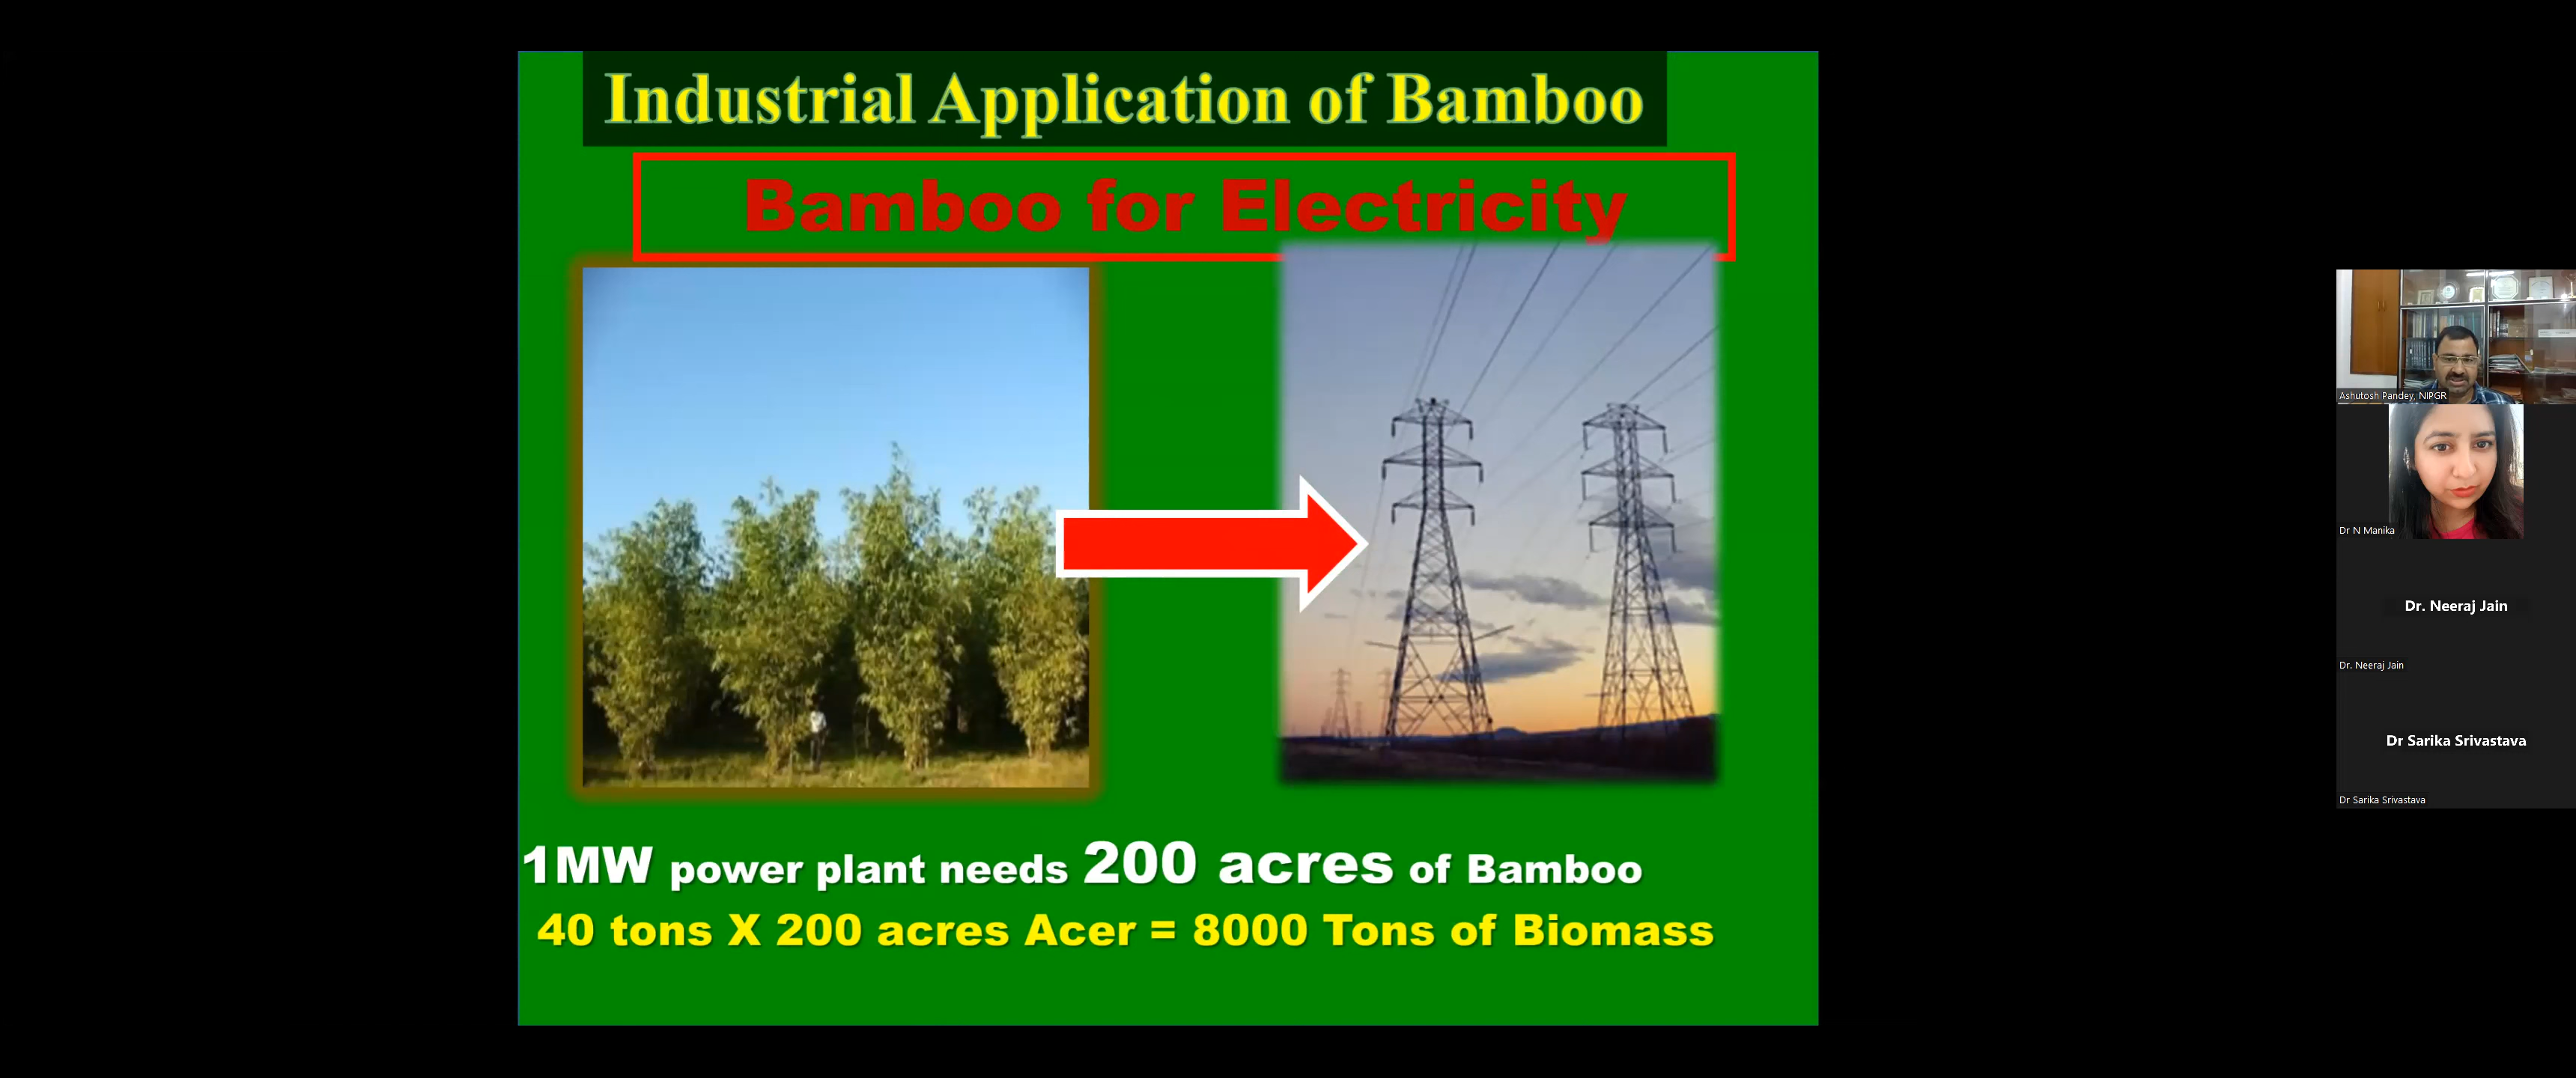 Industrial Application of Bamboo
Bamboo for Electricity
1MW power plant needs 200 acres of Bamboo
40 tons X 200 acres Acer = 8000 Tons of Biomass
Ashutosh Pandey, NIPGR
Dr N Manika
Dr. Neeraj Jain
Dr. Neeraj Jain
Dr Sarika Srivastava
Dr Sarika Srivastava